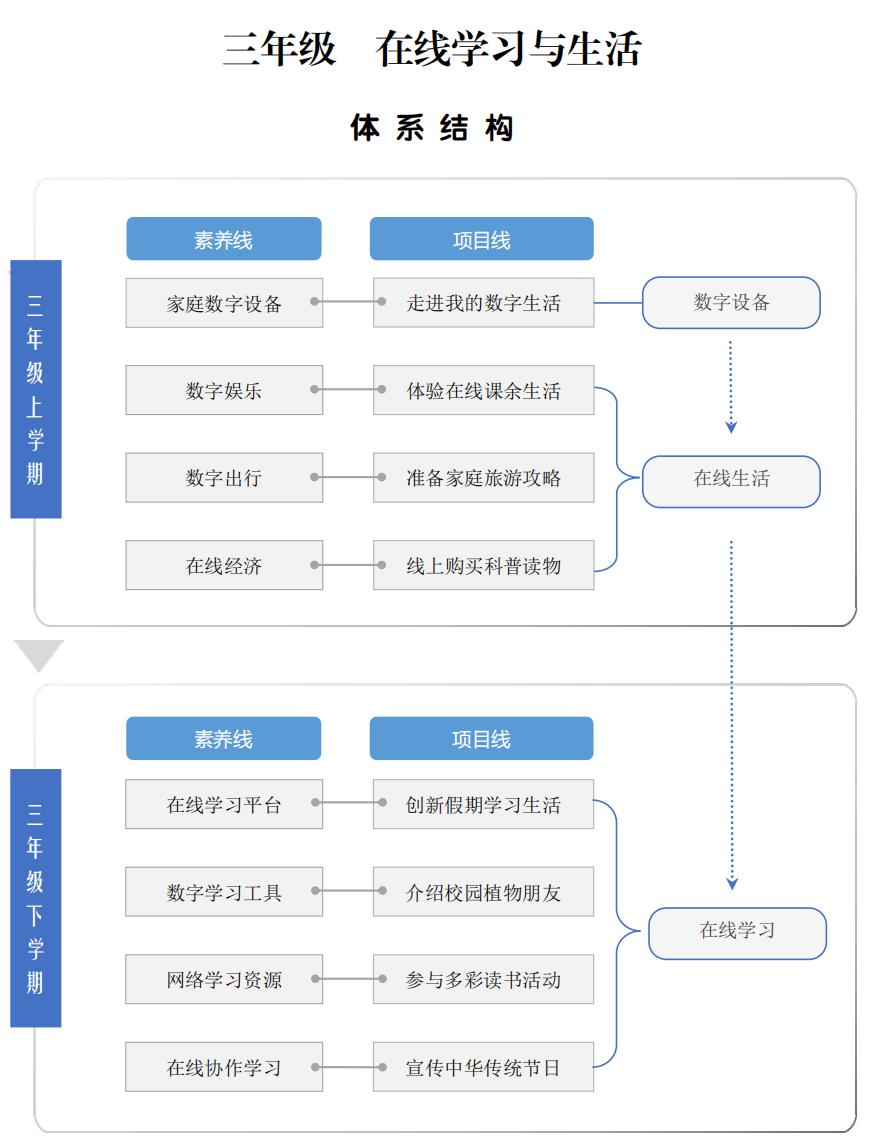 三年级　在线学习与生活
体系结构
三年级上学期
素养线　项目线
家庭数字设备　走进我的数字生活　数字设备
数字娱乐　体验在线课余生活
数字出行　准备家庭旅游攻略　在线生活
在线经济　线上购买科普读物
三年级下学期
素养线　项目线
在线学习平台　创新假期学习生活
数字学习工具　介绍校园植物朋友
在线学习
网络学习资源　参与多彩读书活动
在线协作学习　宣传中华传统节日